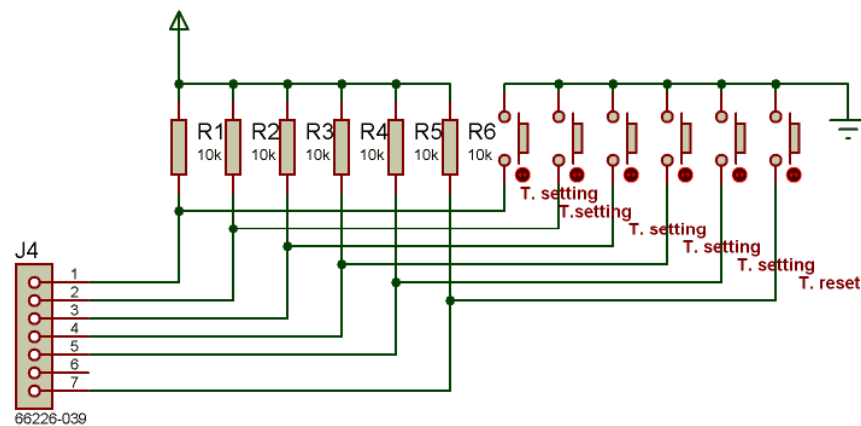 R1
10k
R2
10k
R3
10k
R4
10k
R5
10k
R6
10k
T. setting
T.setting
T. setting
T. setting
T. setting
T. reset
J4
1
2
3
4
5
6
7
66226-039